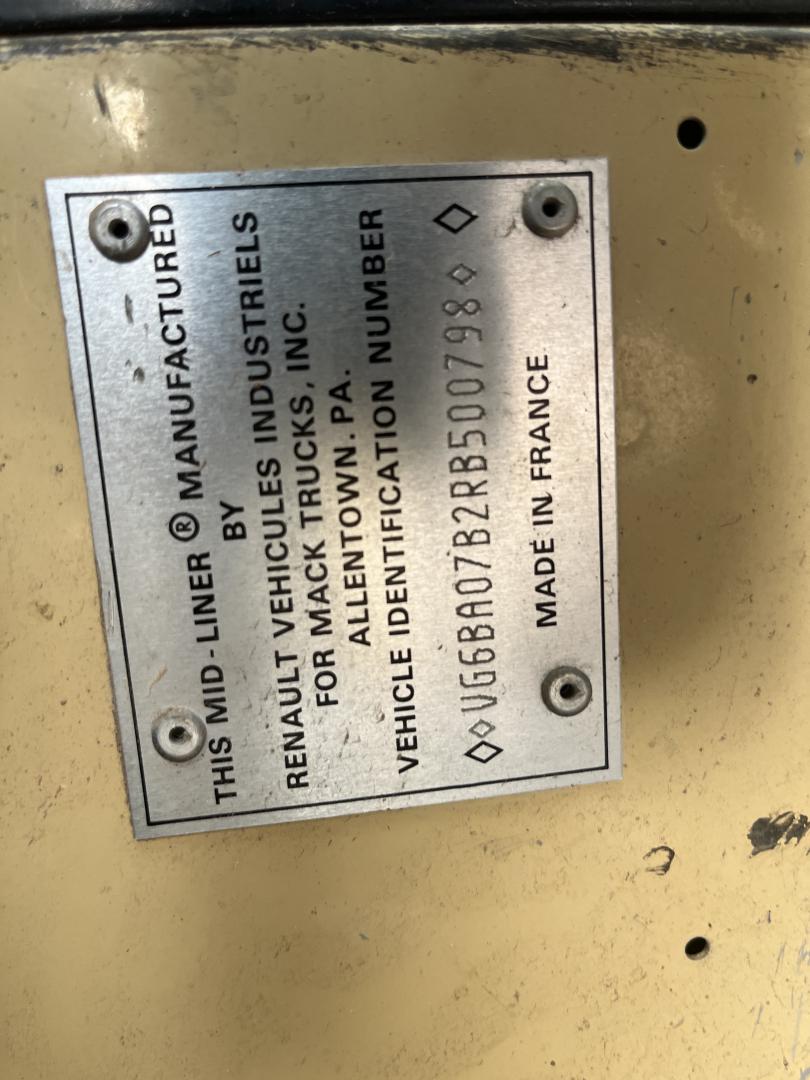 THIS MID-LINER ® MANUFACTURED
BY
RENAULT VEHICULES INDUSTRIELS
FOR MACK TRUCKS, INC.
ALLENTOWN. PA.
VEHICLE IDENTIFICATION NUMBER
◇◇VG6BA07B2RB500798◇◇
MADE IN FRANCE